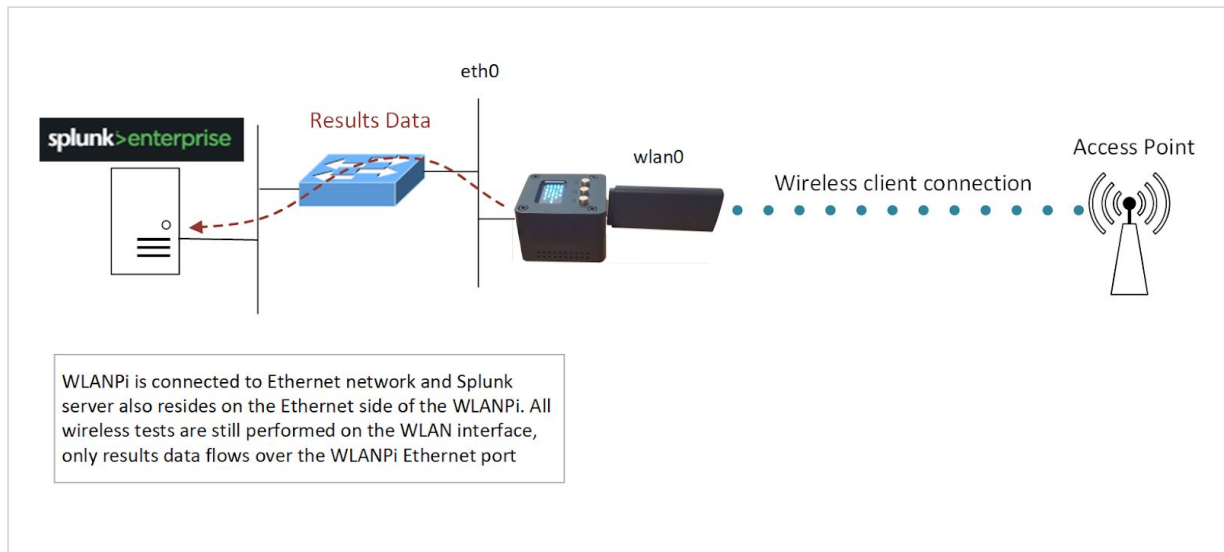 eth0
splunk>enterprise
Results Data
wlan0
Access Point
Wireless client connection
WLANPi is connected to Ethernet network and Splunk
server also resides on the Ethernet side of the WLANPi. All
wireless tests are still performed on the WLAN interface,
only results data flows over the WLANPi Ethernet port